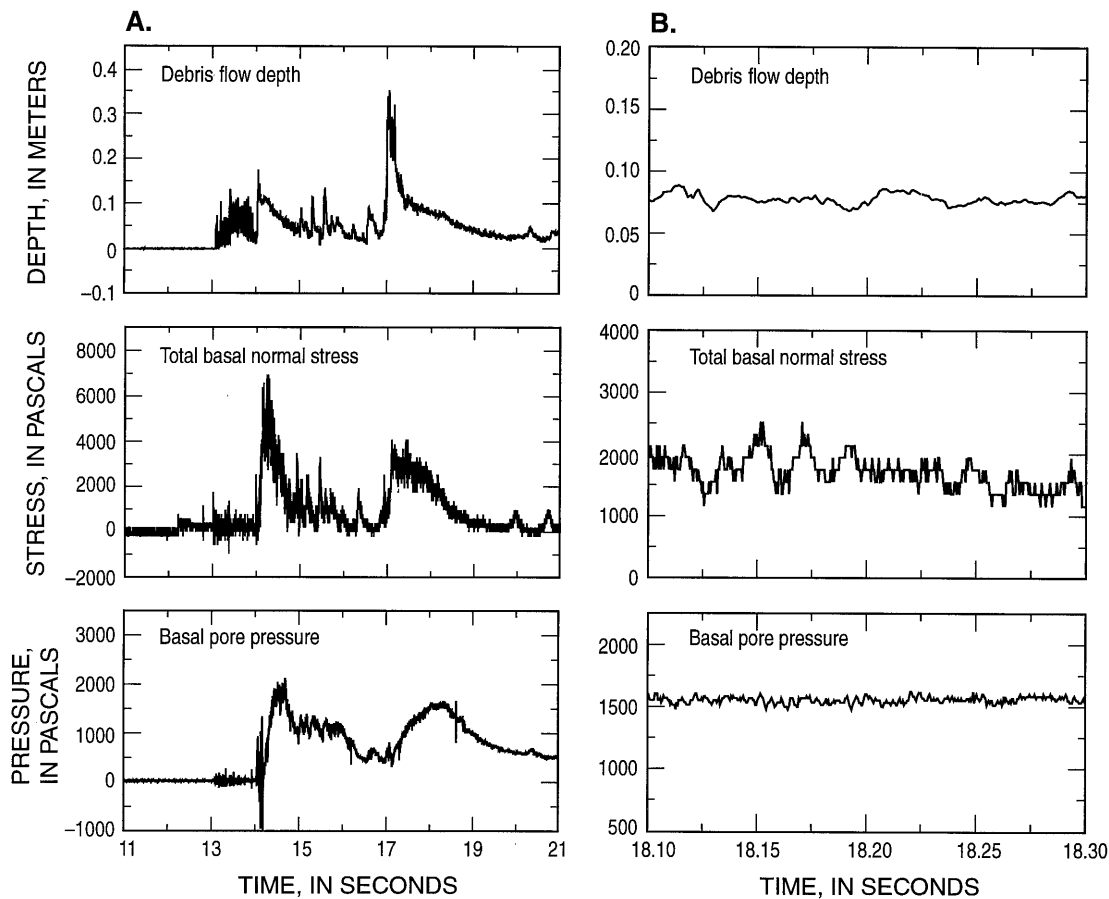 A.
DEPTH, IN METERS
0.4
0.3
0.2
0.1
0
–0.1
Debris flow depth
STRESS, IN PASCALS
8000
6000
4000
2000
0
–2000
Total basal normal stress
PRESSURE,
IN PASCALS
3000
2000
1000
0
–1000
Basal pore pressure
11 13 15 17 19 21
TIME, IN SECONDS
B.
0.20
0.15
0.10
0.05
0
Debris flow depth
4000
3000
2000
1000
0
Total basal normal stress
2000
1500
1000
500
Basal pore pressure
18.10 18.15 18.20 18.25 18.30
TIME, IN SECONDS